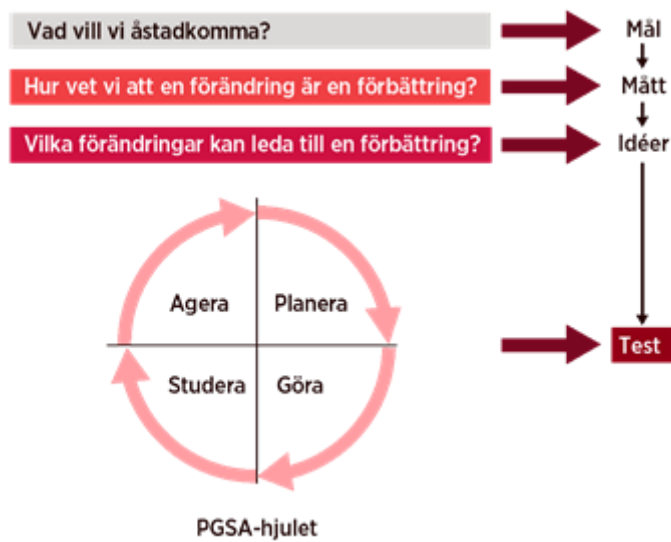 Vad vill vi åstadkomma?
Mål
Hur vet vi att en förändring är en förbättring?
Mått
Vilka förändringar kan leda till en förbättring?
Idéer
Agera
Planera
Test
Studera
Göra
PGSA-hjulet